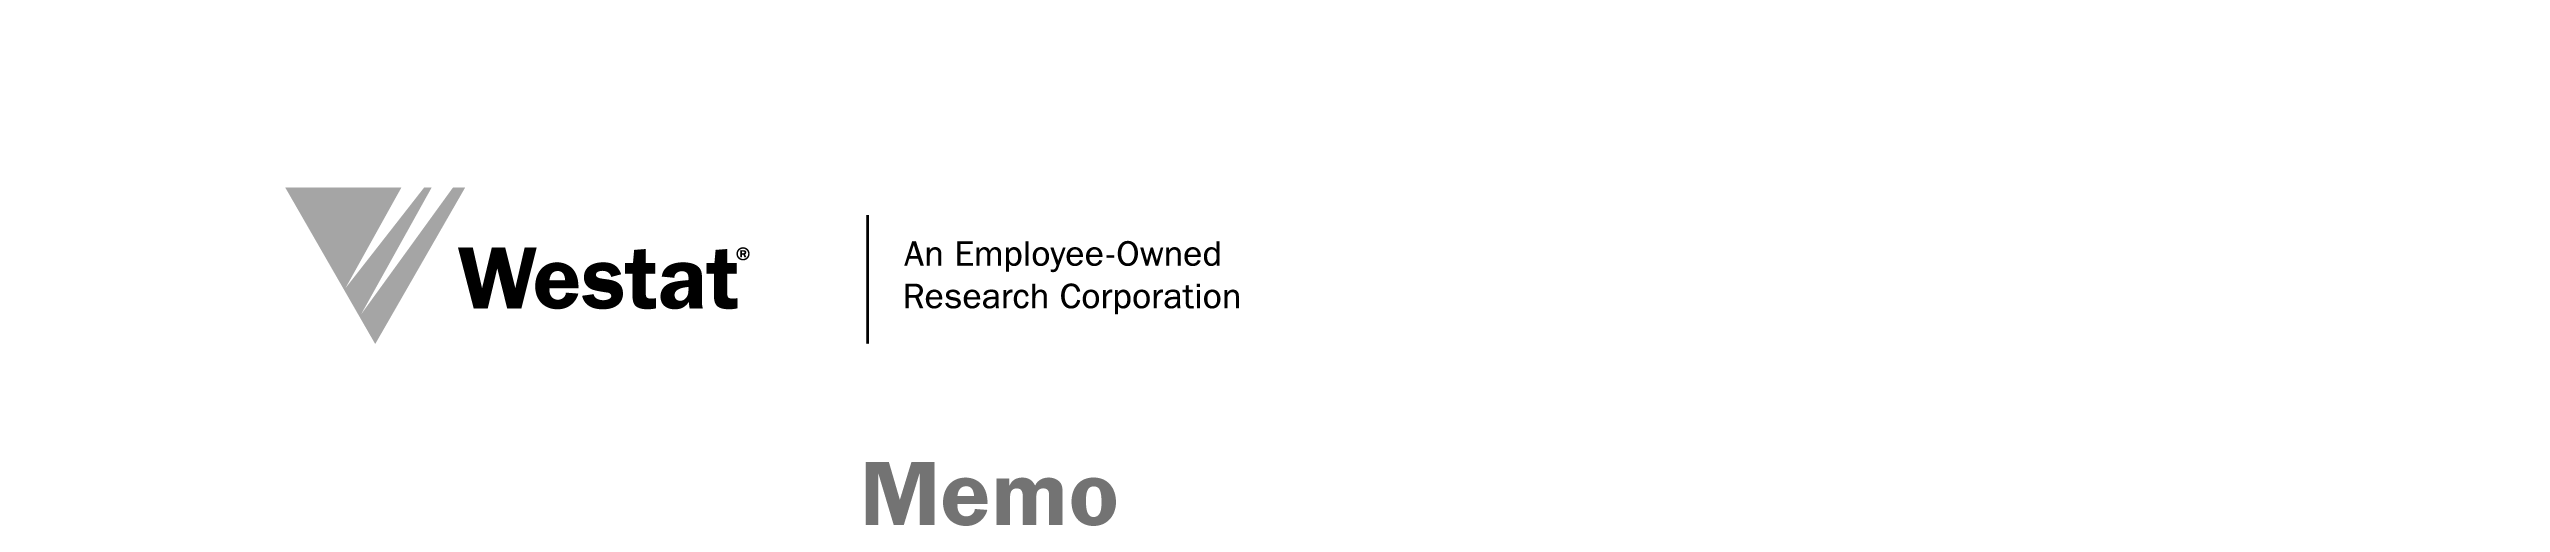 Westat®
An Employee-Owned
Research Corporation
Memo